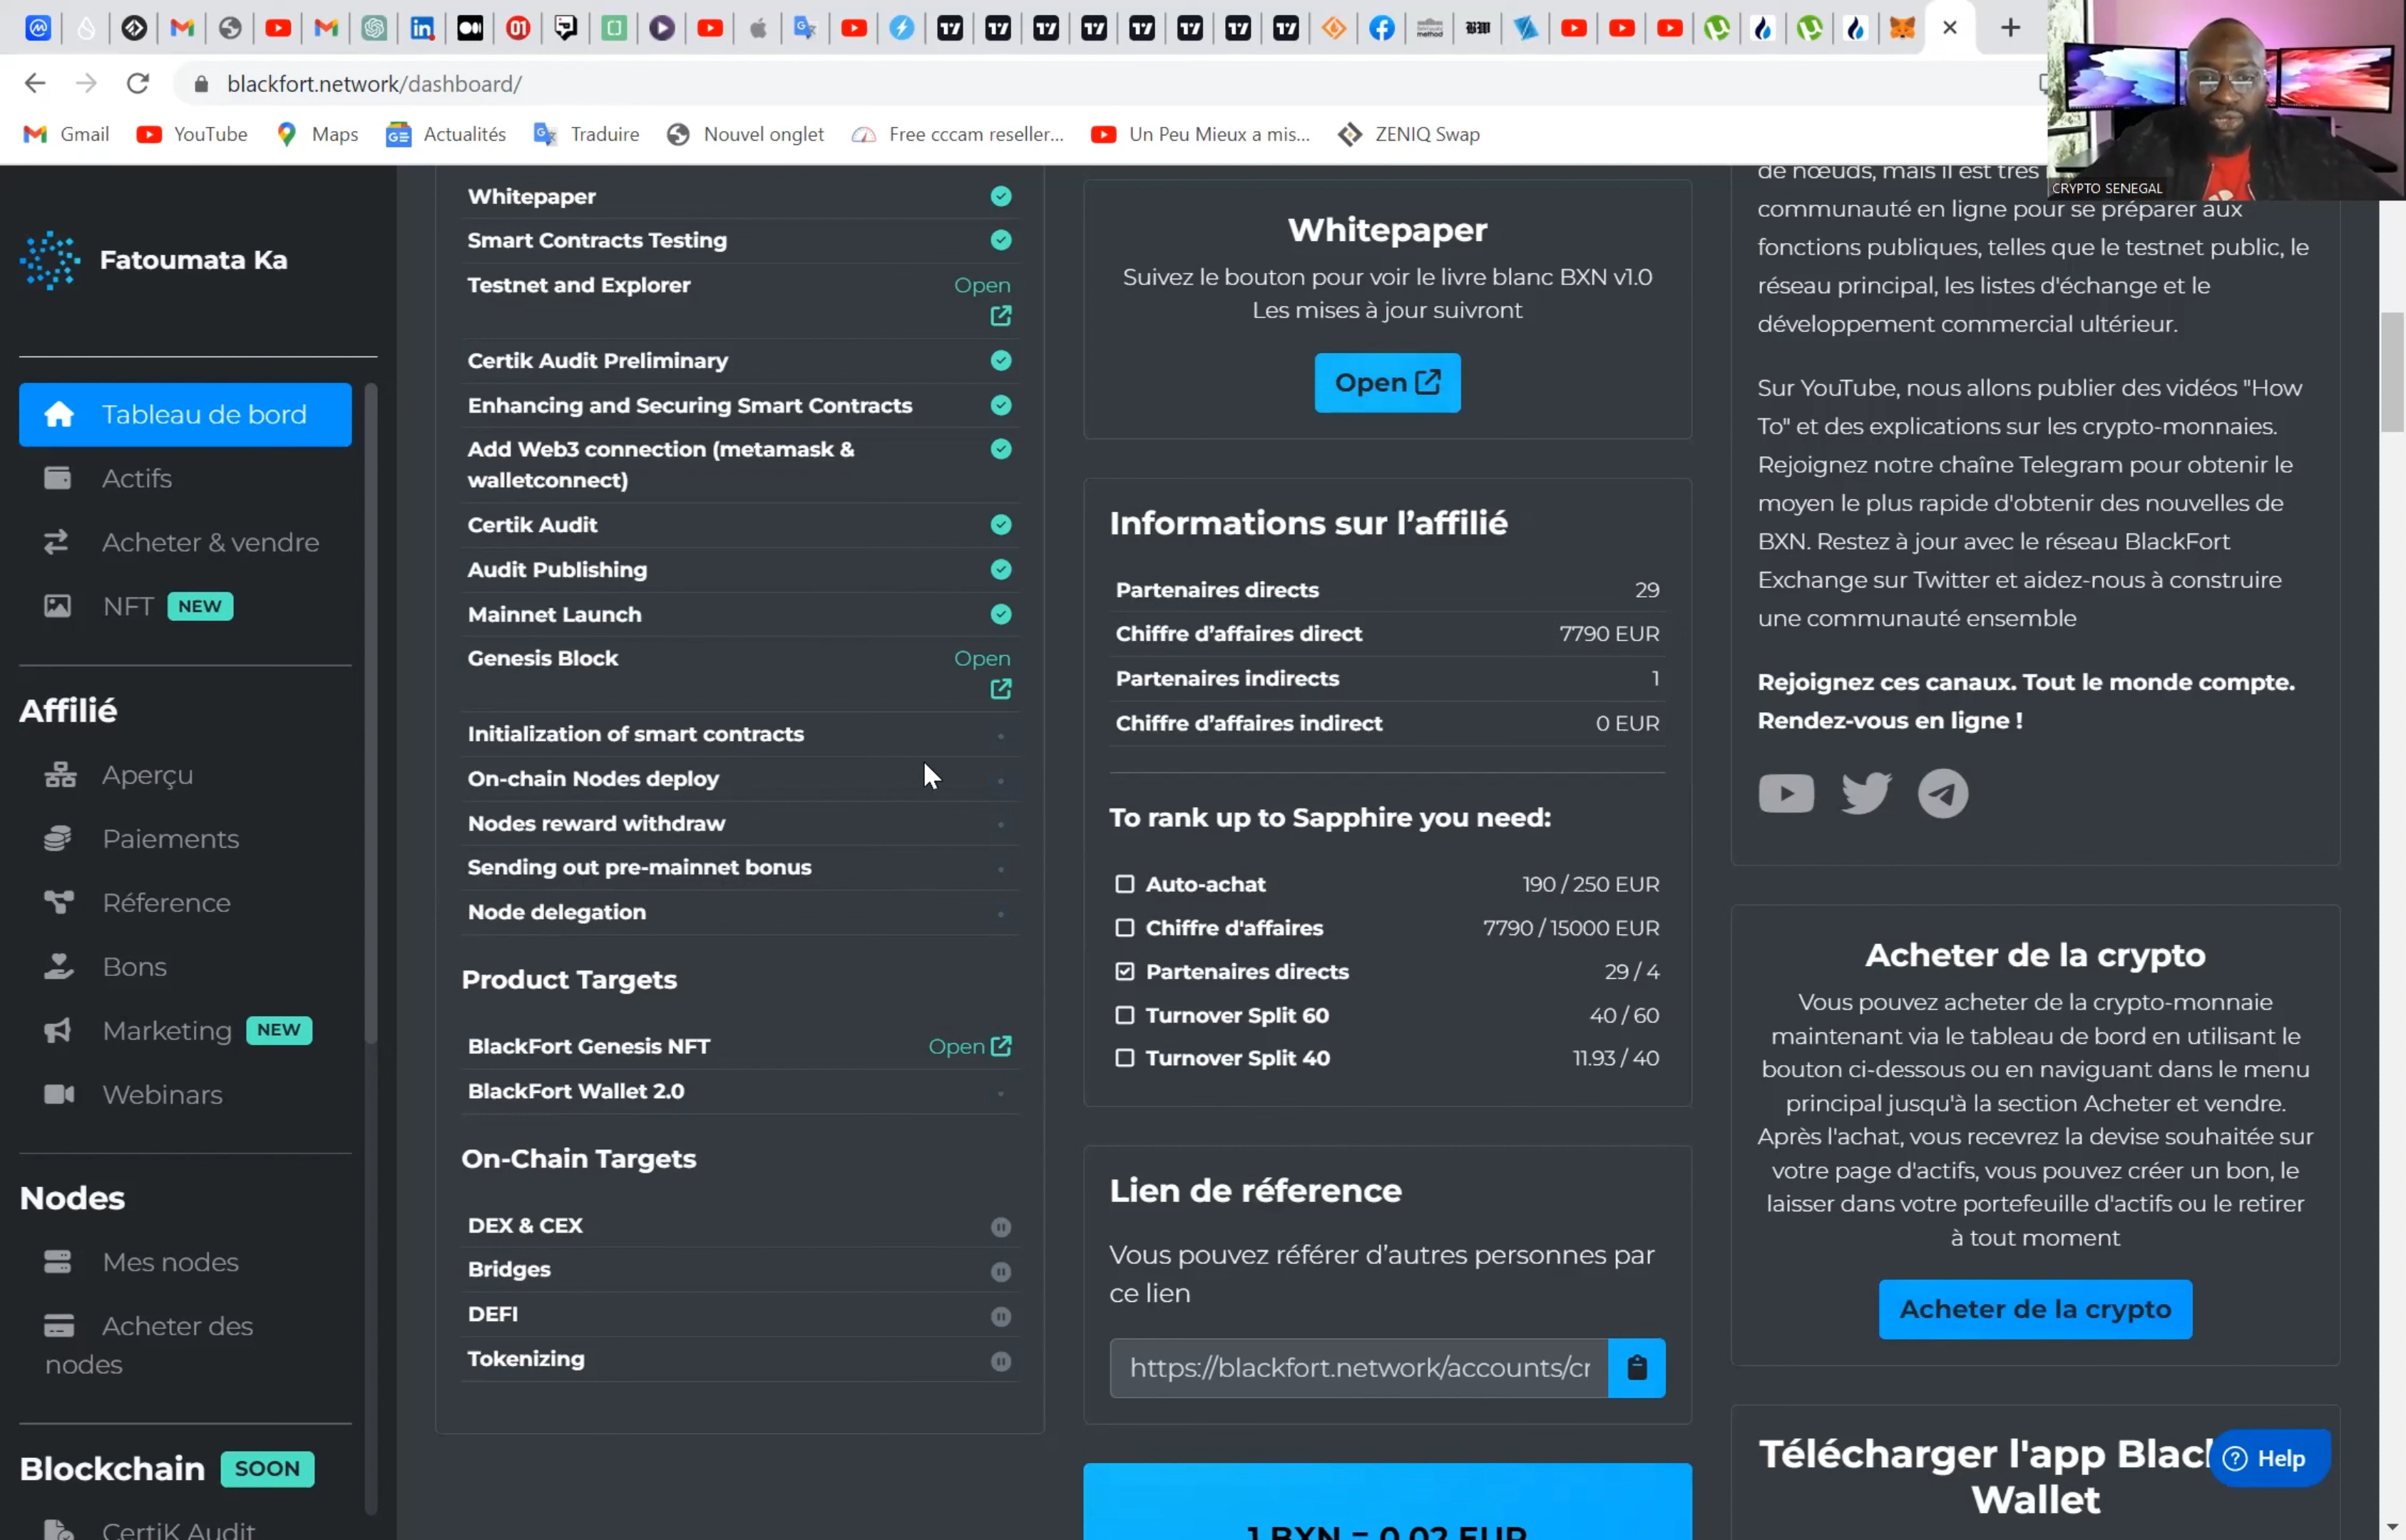 blackfort.network/dashboard/
Gmail
YouTube
Maps
Actualités
Traduire
Nouvel onglet
Free cccam reseller...
Un Peu Mieux a mis...
ZENIQ Swap
CRYPTO SENEGAL
Fatoumata Ka
Tableau de bord
Actifs
Acheter & vendre
NFT NEW
Affilié
Aperçu
Paiements
Réference
Bons
Marketing NEW
Webinars
Nodes
Mes nodes
Acheter des
nodes
Blockchain SOON
CertiK Audit
Whitepaper
Smart Contracts Testing
Testnet and Explorer Open
Certik Audit Preliminary
Enhancing and Securing Smart Contracts
Add Web3 connection (metamask &
walletconnect)
Certik Audit
Audit Publishing
Mainnet Launch
Genesis Block Open
Initialization of smart contracts
On-chain Nodes deploy
Nodes reward withdraw
Sending out pre-mainnet bonus
Node delegation
Product Targets
BlackFort Genesis NFT Open
BlackFort Wallet 2.0
On-Chain Targets
DEX & CEX
Bridges
DEFI
Tokenizing
Whitepaper
Suivez le bouton pour voir le livre blanc BXN v1.0
Les mises à jour suivront
Open
Informations sur l'affilié
Partenaires directs 29
Chiffre d'affaires direct 7790 EUR
Partenaires indirects 1
Chiffre d'affaires indirect 0 EUR
To rank up to Sapphire you need:
Auto-achat 190 / 250 EUR
Chiffre d'affaires 7790 / 15000 EUR
Partenaires directs 29 / 4
Turnover Split 60 40 / 60
Turnover Split 40 11.93 / 40
Lien de réference
Vous pouvez référer d'autres personnes par
ce lien
https://blackfort.network/accounts/cr
1 BXN = 0.02 EUR
de nœuds, mais il est très
communauté en ligne pour se préparer aux
fonctions publiques, telles que le testnet public, le
réseau principal, les listes d'échange et le
développement commercial ultérieur.
Sur YouTube, nous allons publier des vidéos "How
To" et des explications sur les crypto-monnaies.
Rejoignez notre chaîne Telegram pour obtenir le
moyen le plus rapide d'obtenir des nouvelles de
BXN. Restez à jour avec le réseau BlackFort
Exchange sur Twitter et aidez-nous à construire
une communauté ensemble
Rejoignez ces canaux. Tout le monde compte.
Rendez-vous en ligne !
Acheter de la crypto
Vous pouvez acheter de la crypto-monnaie
maintenant via le tableau de bord en utilisant le
bouton ci-dessous ou en naviguant dans le menu
principal jusqu'à la section Acheter et vendre.
Après l'achat, vous recevrez la devise souhaitée sur
votre page d'actifs, vous pouvez créer un bon, le
laisser dans votre portefeuille d'actifs ou le retirer
à tout moment
Acheter de la crypto
Télécharger l'app Blac
Wallet
Help